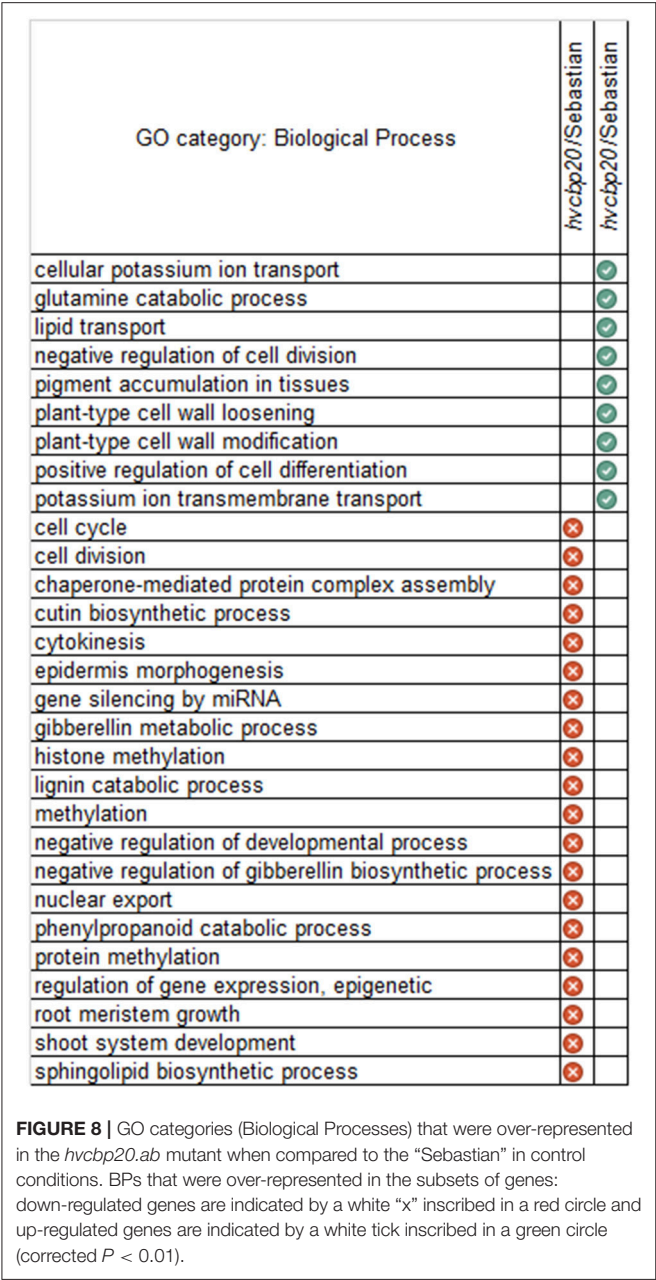 GO category: Biological Process
hvcbp20/Sebastian
hvcbp20/Sebastian
cellular potassium ion transport
glutamine catabolic process
lipid transport
negative regulation of cell division
pigment accumulation in tissues
plant-type cell wall loosening
plant-type cell wall modification
positive regulation of cell differentiation
potassium ion transmembrane transport
cell cycle
cell division
chaperone-mediated protein complex assembly
cutin biosynthetic process
cytokinesis
epidermis morphogenesis
gene silencing by miRNA
gibberellin metabolic process
histone methylation
lignin catabolic process
methylation
negative regulation of developmental process
negative regulation of gibberellin biosynthetic process
nuclear export
phenylpropanoid catabolic process
protein methylation
regulation of gene expression, epigenetic
root meristem growth
shoot system development
sphingolipid biosynthetic process
FIGURE 8 | GO categories (Biological Processes) that were over-represented
in the hvcbp20.ab mutant when compared to the “Sebastian” in control
conditions. BPs that were over-represented in the subsets of genes:
down-regulated genes are indicated by a white “x” inscribed in a red circle and
up-regulated genes are indicated by a white tick inscribed in a green circle
(corrected P < 0.01).